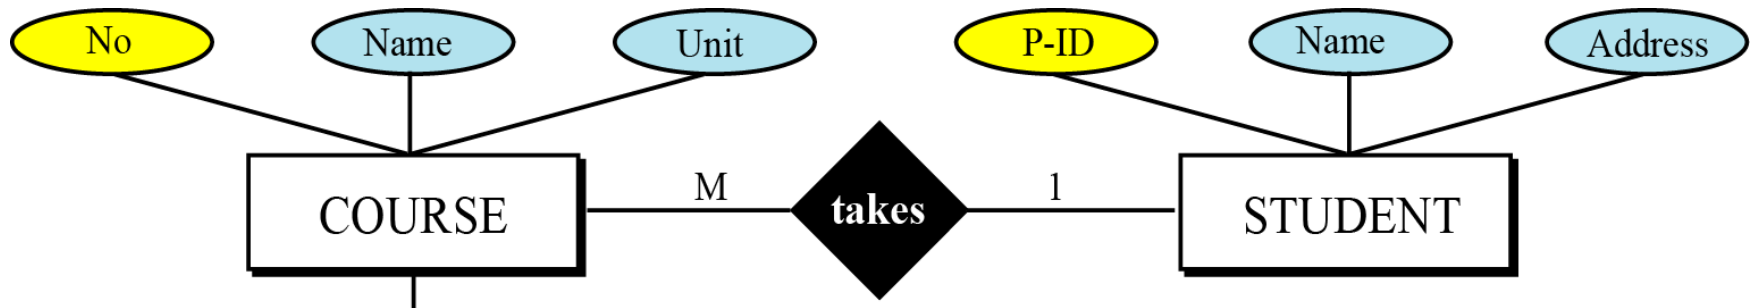 No
Name
Unit
P-ID
Name
Address
COURSE
M
takes
1
STUDENT